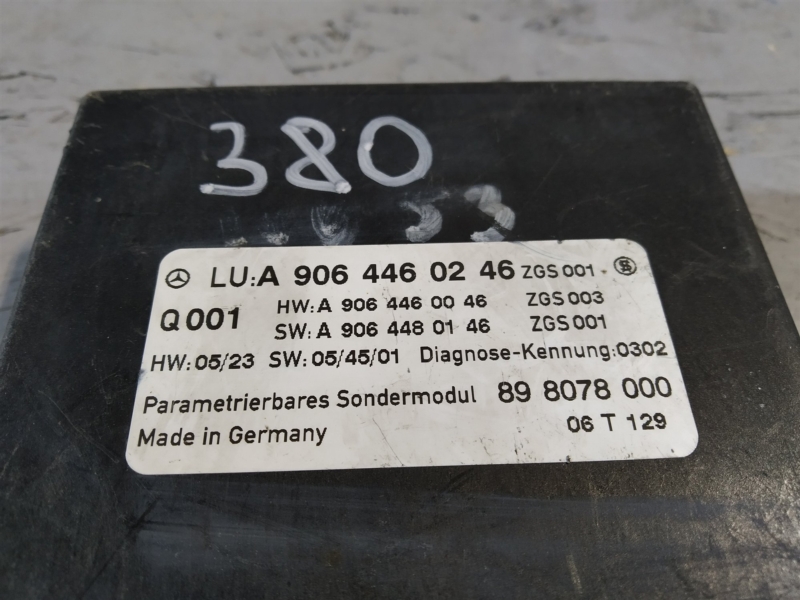 380
LU:A 906 446 02 46 ZGS 001
Q 001 HW:A 906 446 00 46 ZGS 003
SW:A 906 448 01 46 ZGS 001
HW:05/23 SW:05/45/01 Diagnose-Kennung:0302
Parametrierbares Sondermodul 89 8078 000
Made in Germany 06 T 129